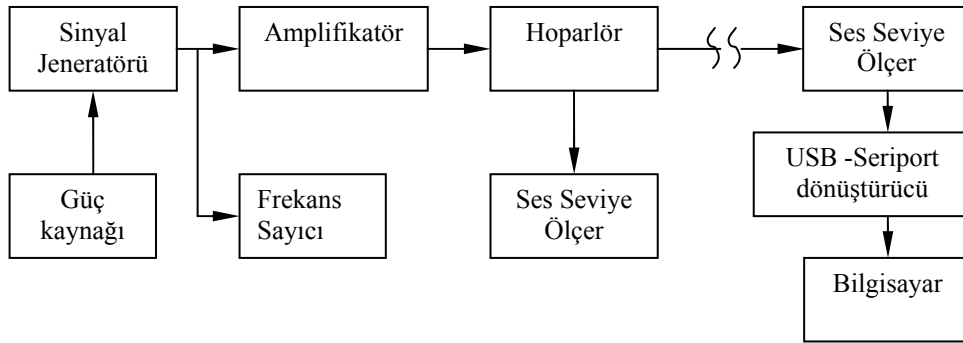 Sinyal
Jeneratörü
Amplifikatör
Hoparlör
Ses Seviye
Ölçer
Güç
kaynağı
Frekans
Sayıcı
Ses Seviye
Ölçer
USB -Seriport
dönüştürücü
Bilgisayar